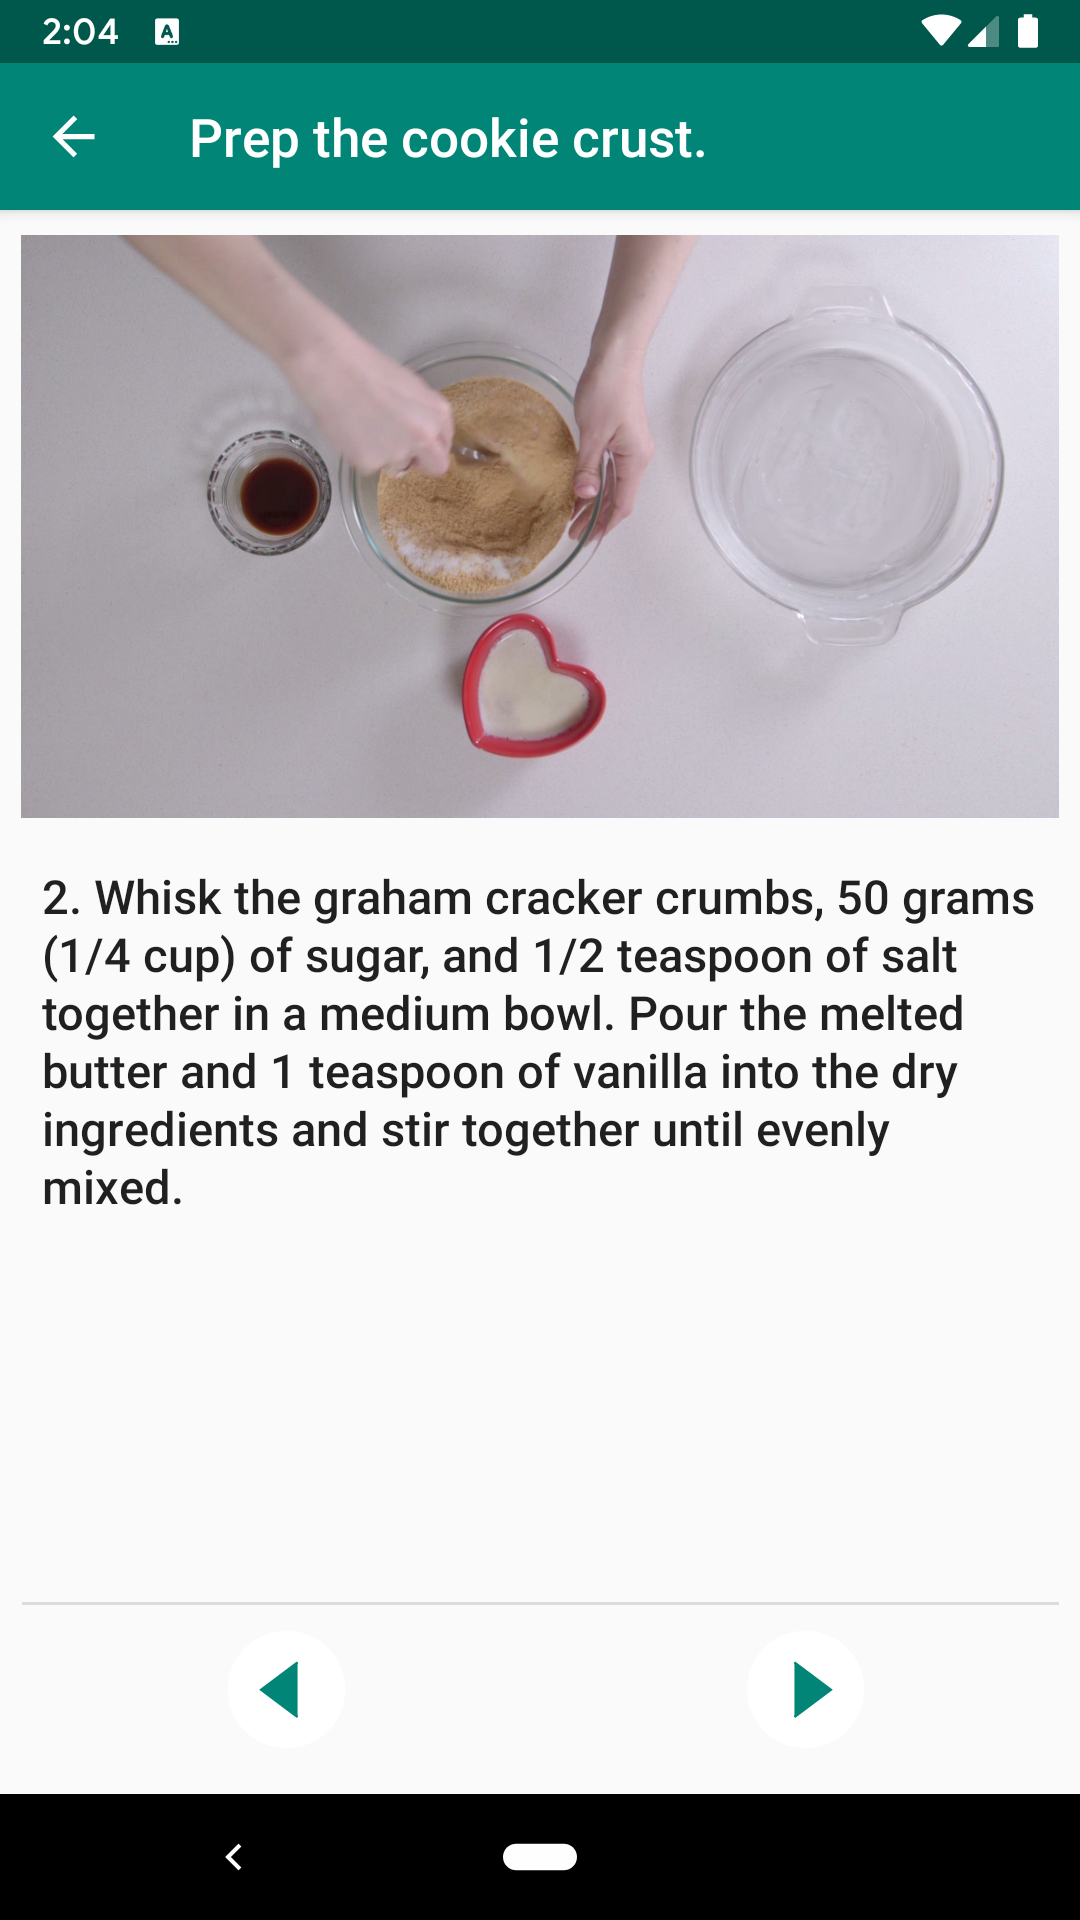 2:04
A
Prep the cookie crust.
2. Whisk the graham cracker crumbs, 50 grams
(1/4 cup) of sugar, and 1/2 teaspoon of salt
together in a medium bowl. Pour the melted
butter and 1 teaspoon of vanilla into the dry
ingredients and stir together until evenly
mixed.